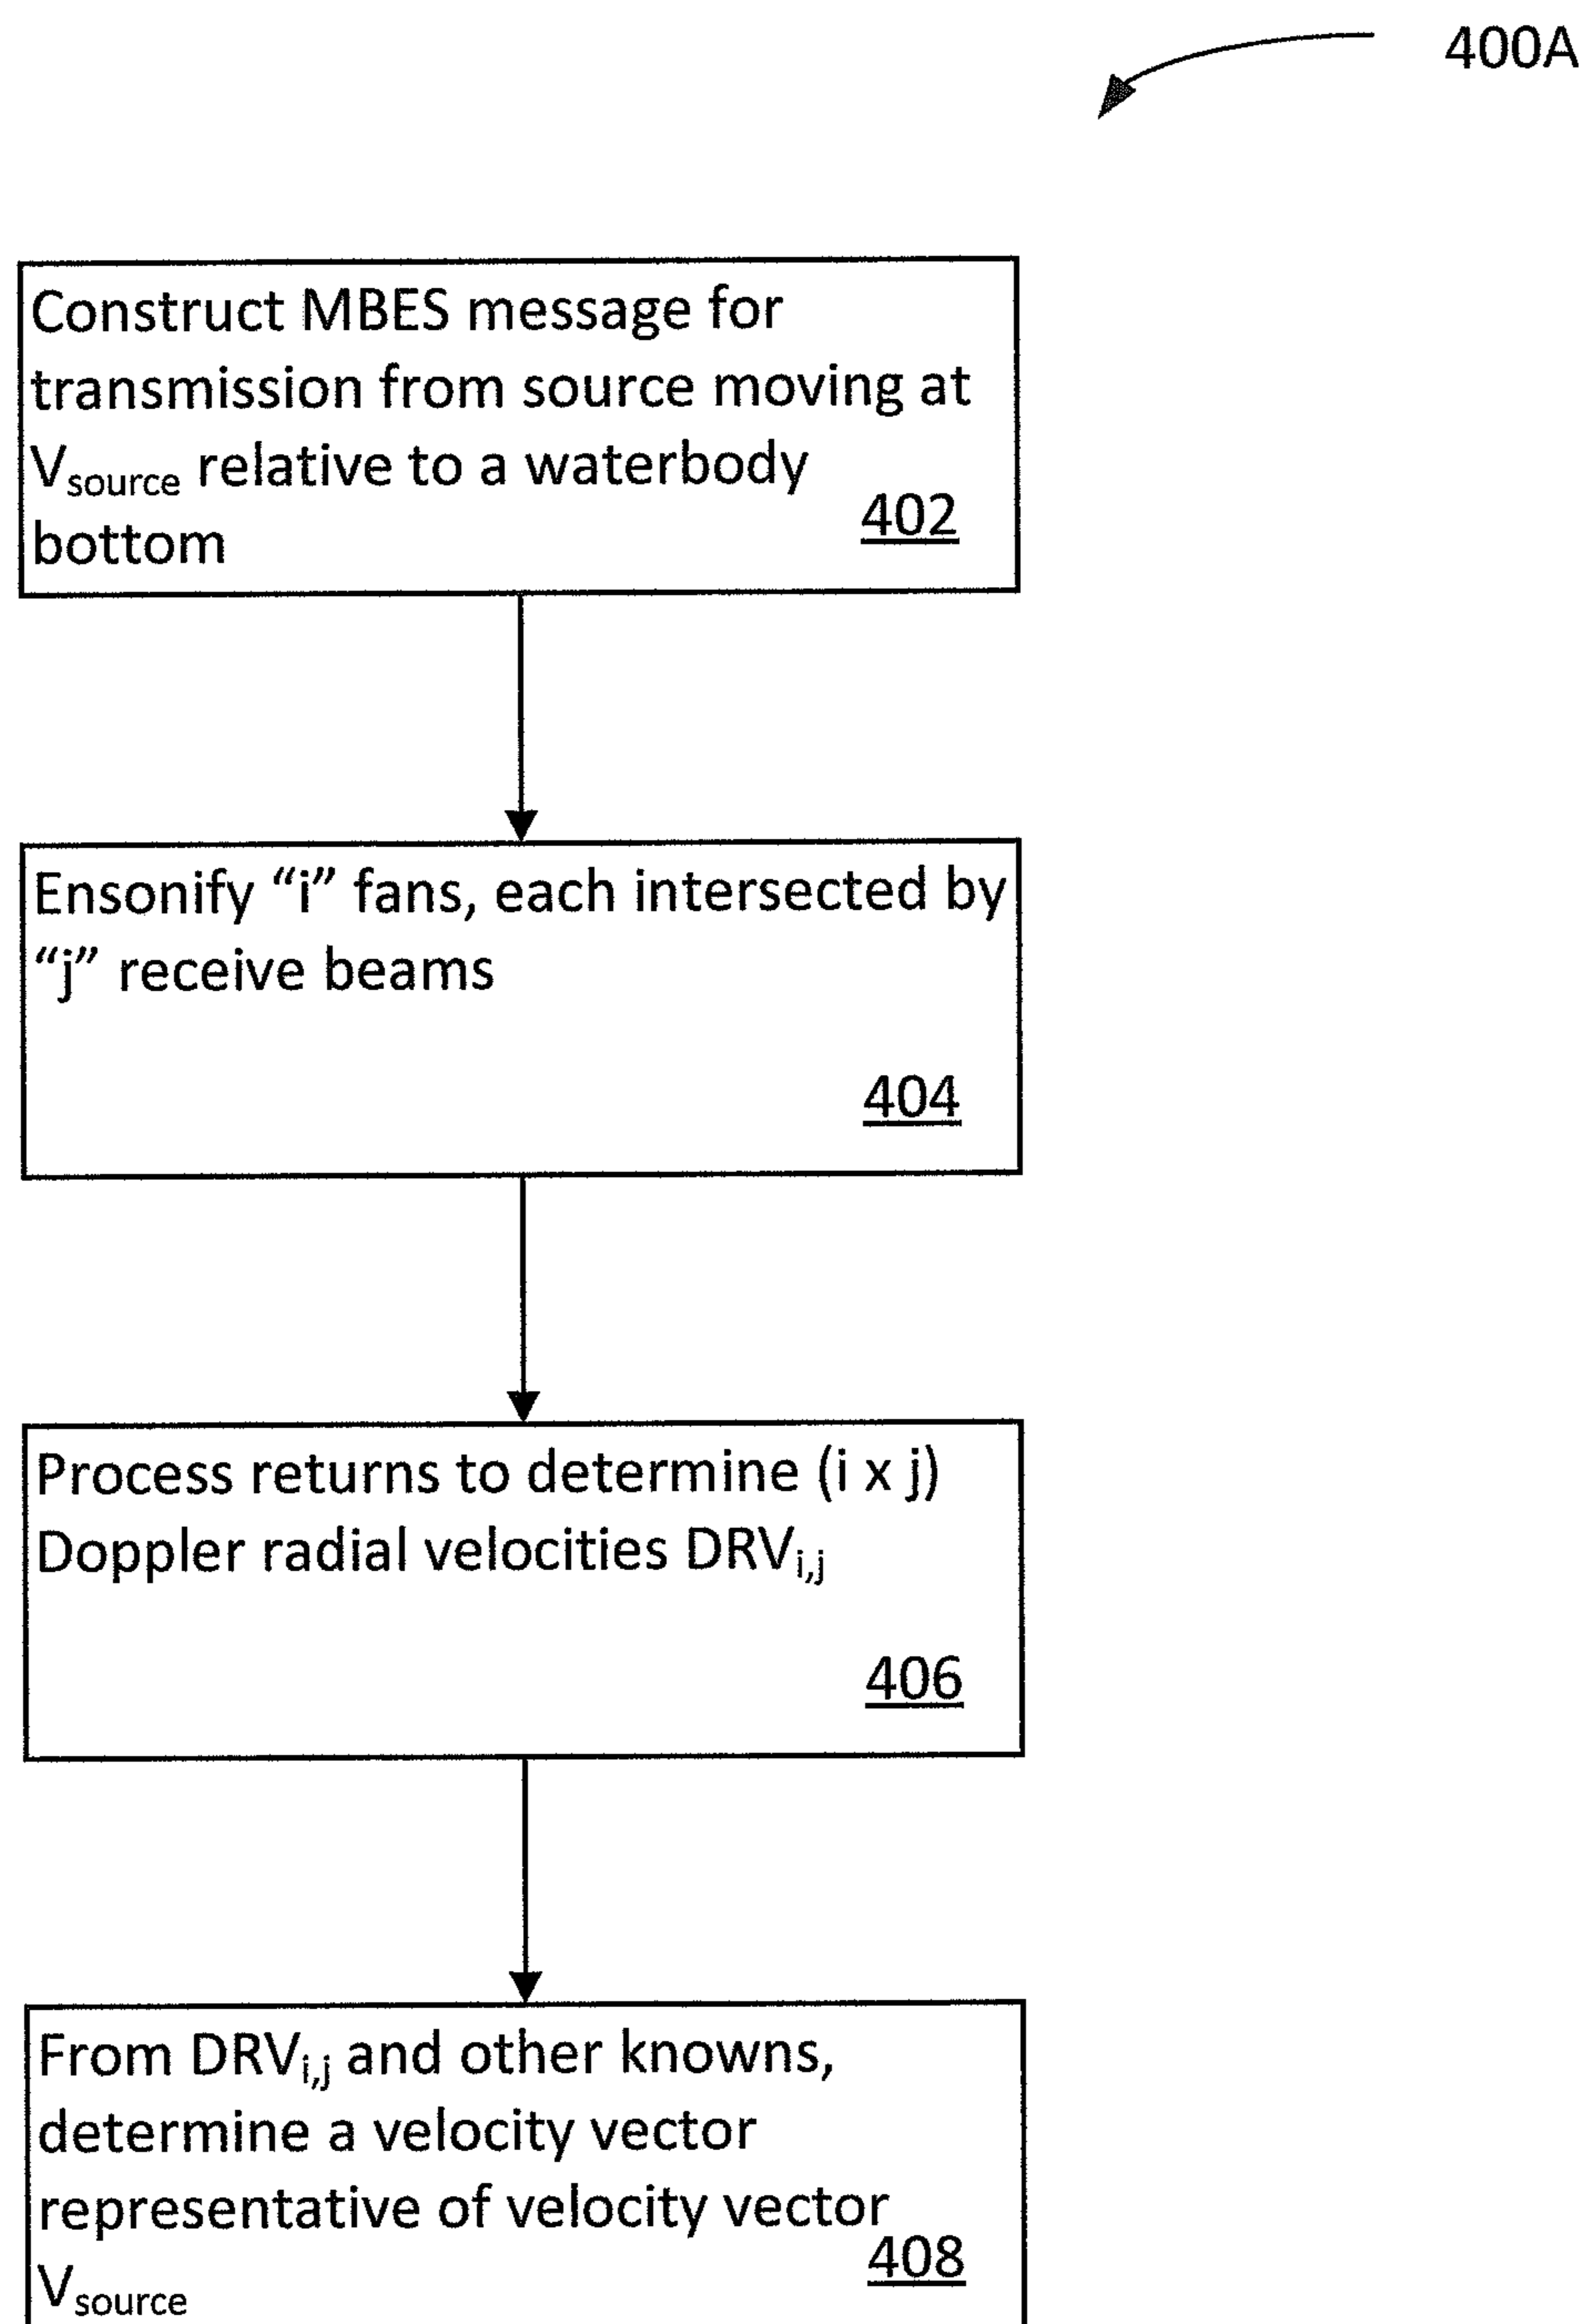 400A
Construct MBES message for
transmission from source moving at
Vsource relative to a waterbody
bottom
402
Ensonify “i” fans, each intersected by
“j” receive beams
404
Process returns to determine (i x j)
Doppler radial velocities DRVi,j
406
From DRVi,j and other knowns,
determine a velocity vector
representative of velocity vector
Vsource
408